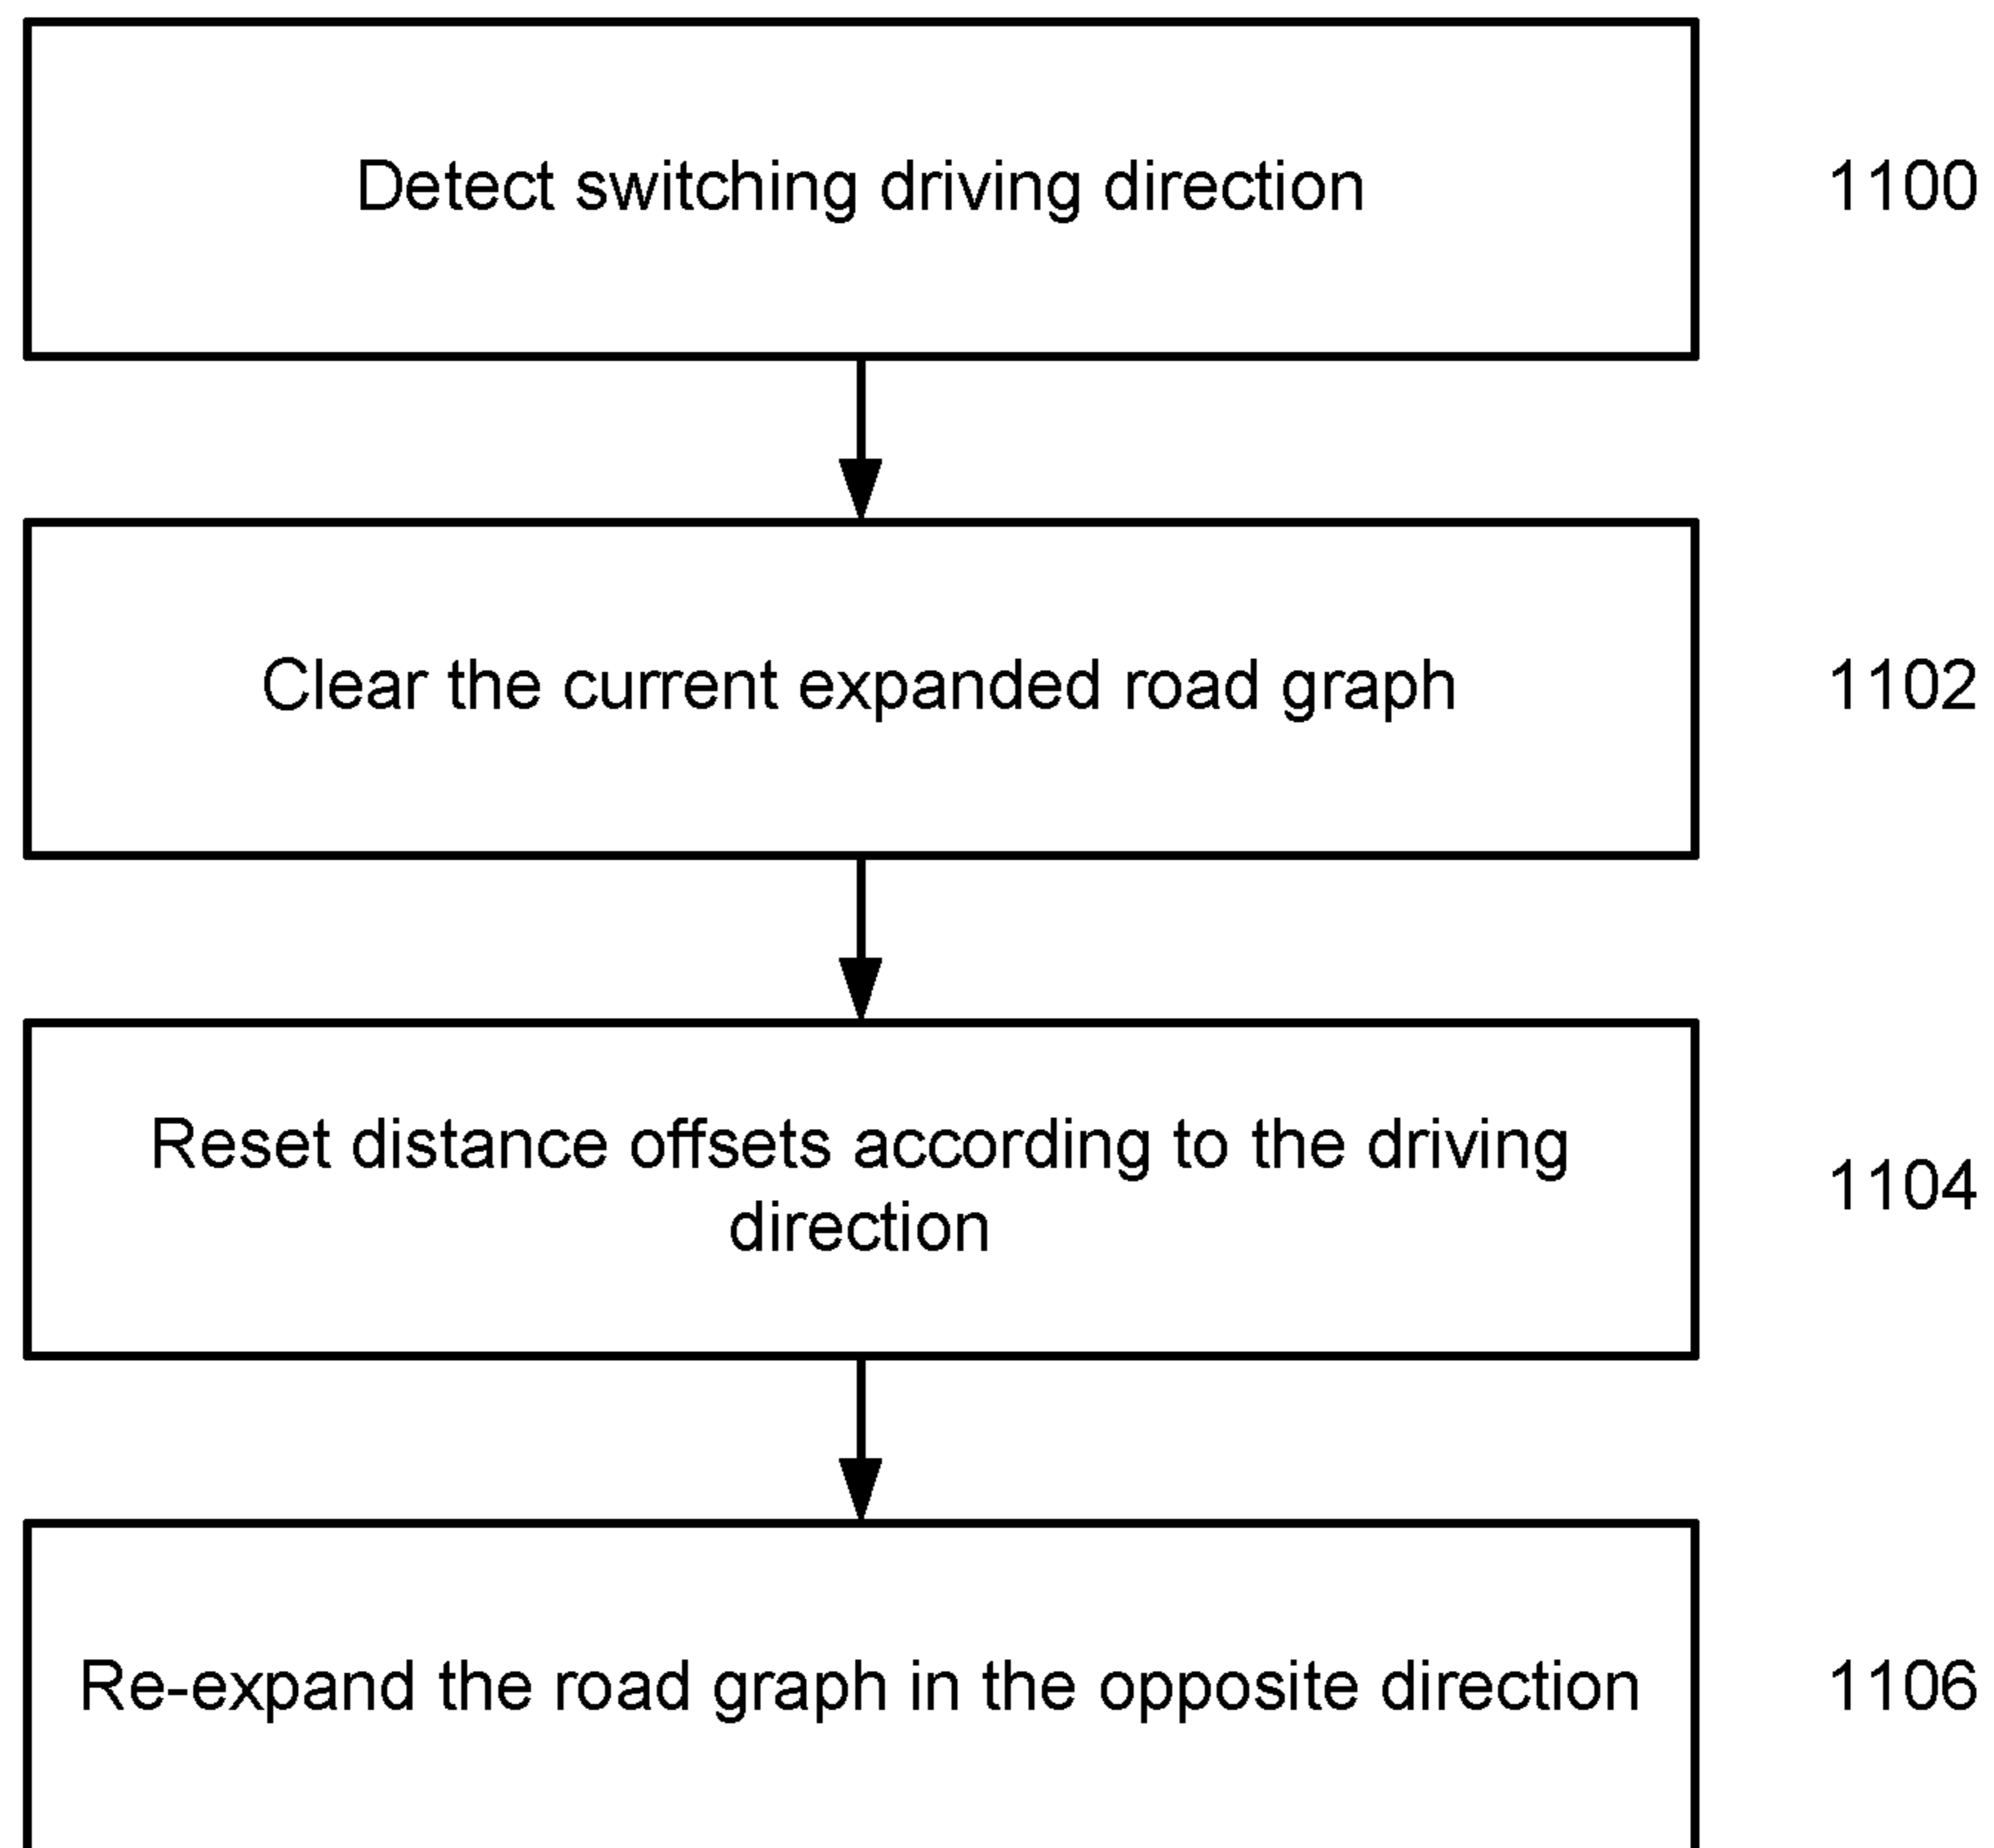 Detect switching driving direction
1100
Clear the current expanded road graph
1102
Reset distance offsets according to the driving
direction
1104
Re-expand the road graph in the opposite direction
1106